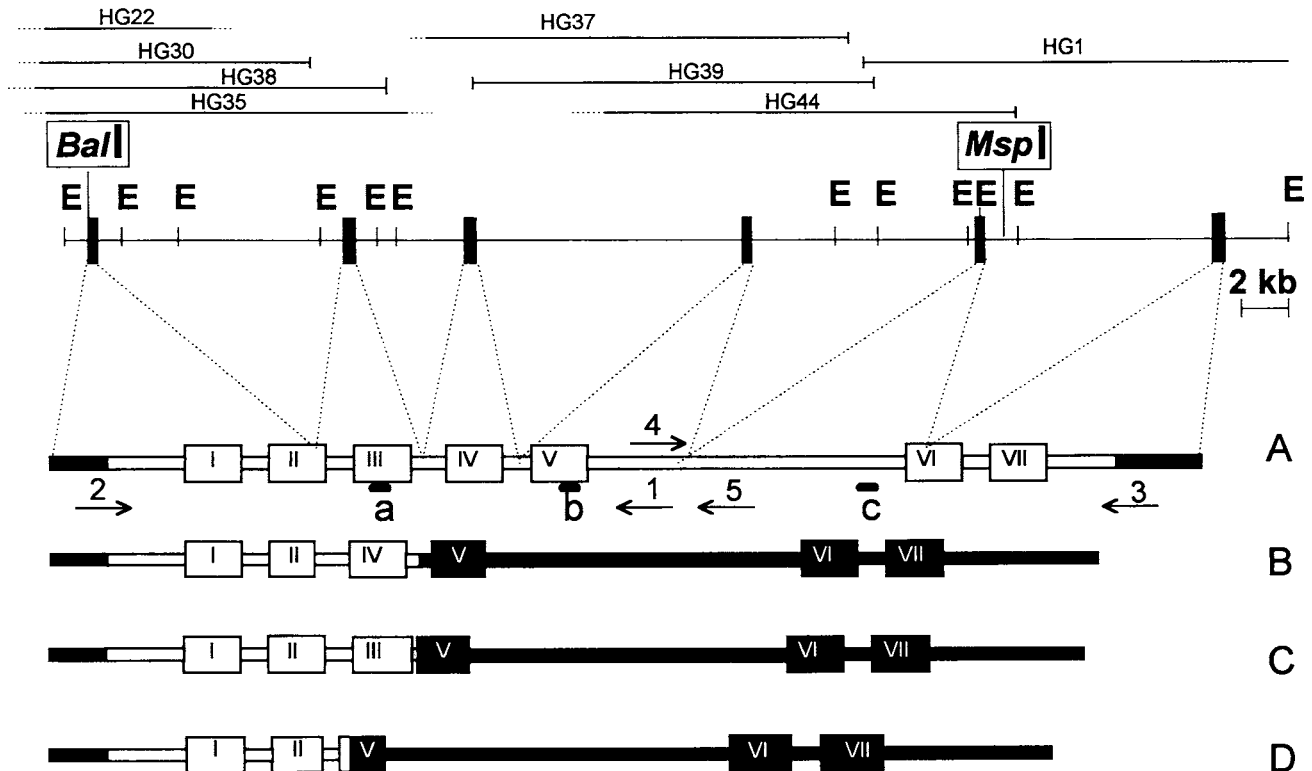 HG22
HG37
HG30
HG1
HG38
HG39
HG35
HG44
BalI
MspI
E E E E E E E E E E E E
2 kb
4
I II III IV V VI VII A
2 a b 1 5 c 3
I II IV V VI VII B
I II III V VI VII C
I II V VI VII D